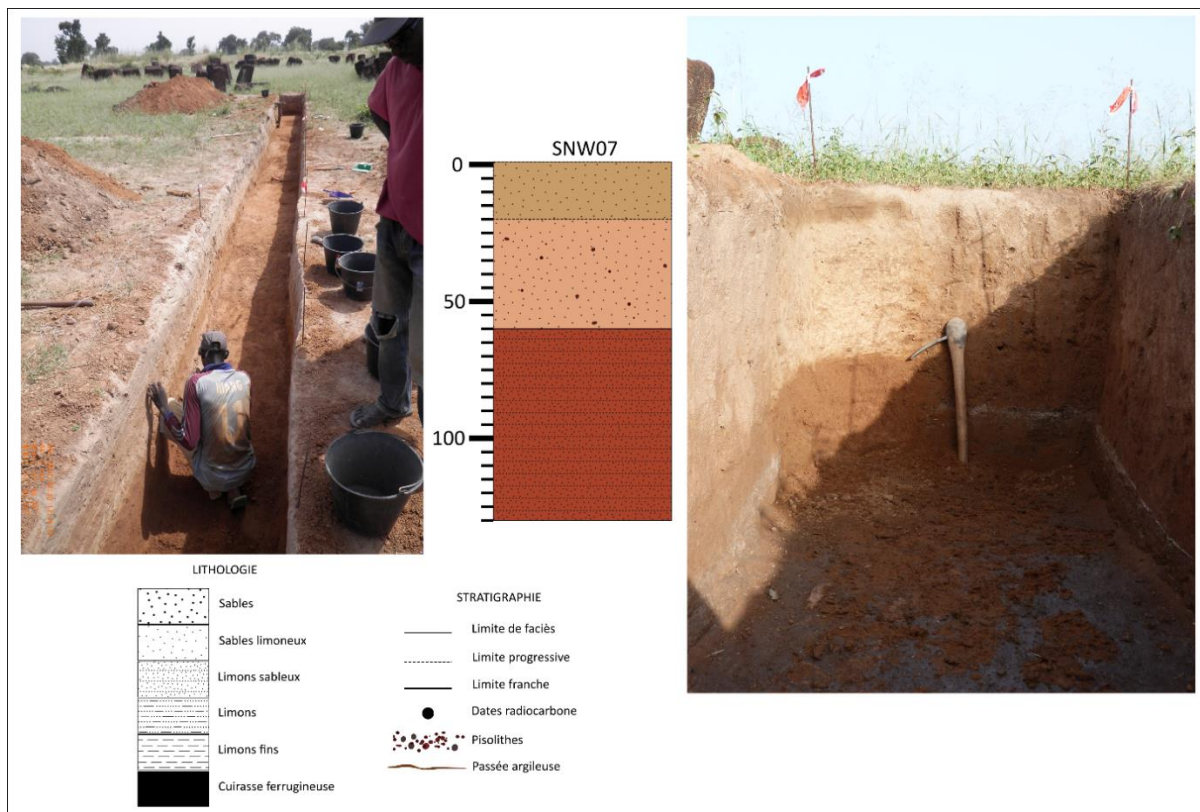 SNW07
0
50
100
LITHOLOGIE
Sables
Sables limoneux
Limons sableux
Limons
Limons fins
Cuirasse ferrugineuse
STRATIGRAPHIE
Limite de faciès
Limite progressive
Limite franche
Dates radiocarbone
Pisolithes
Passée argileuse